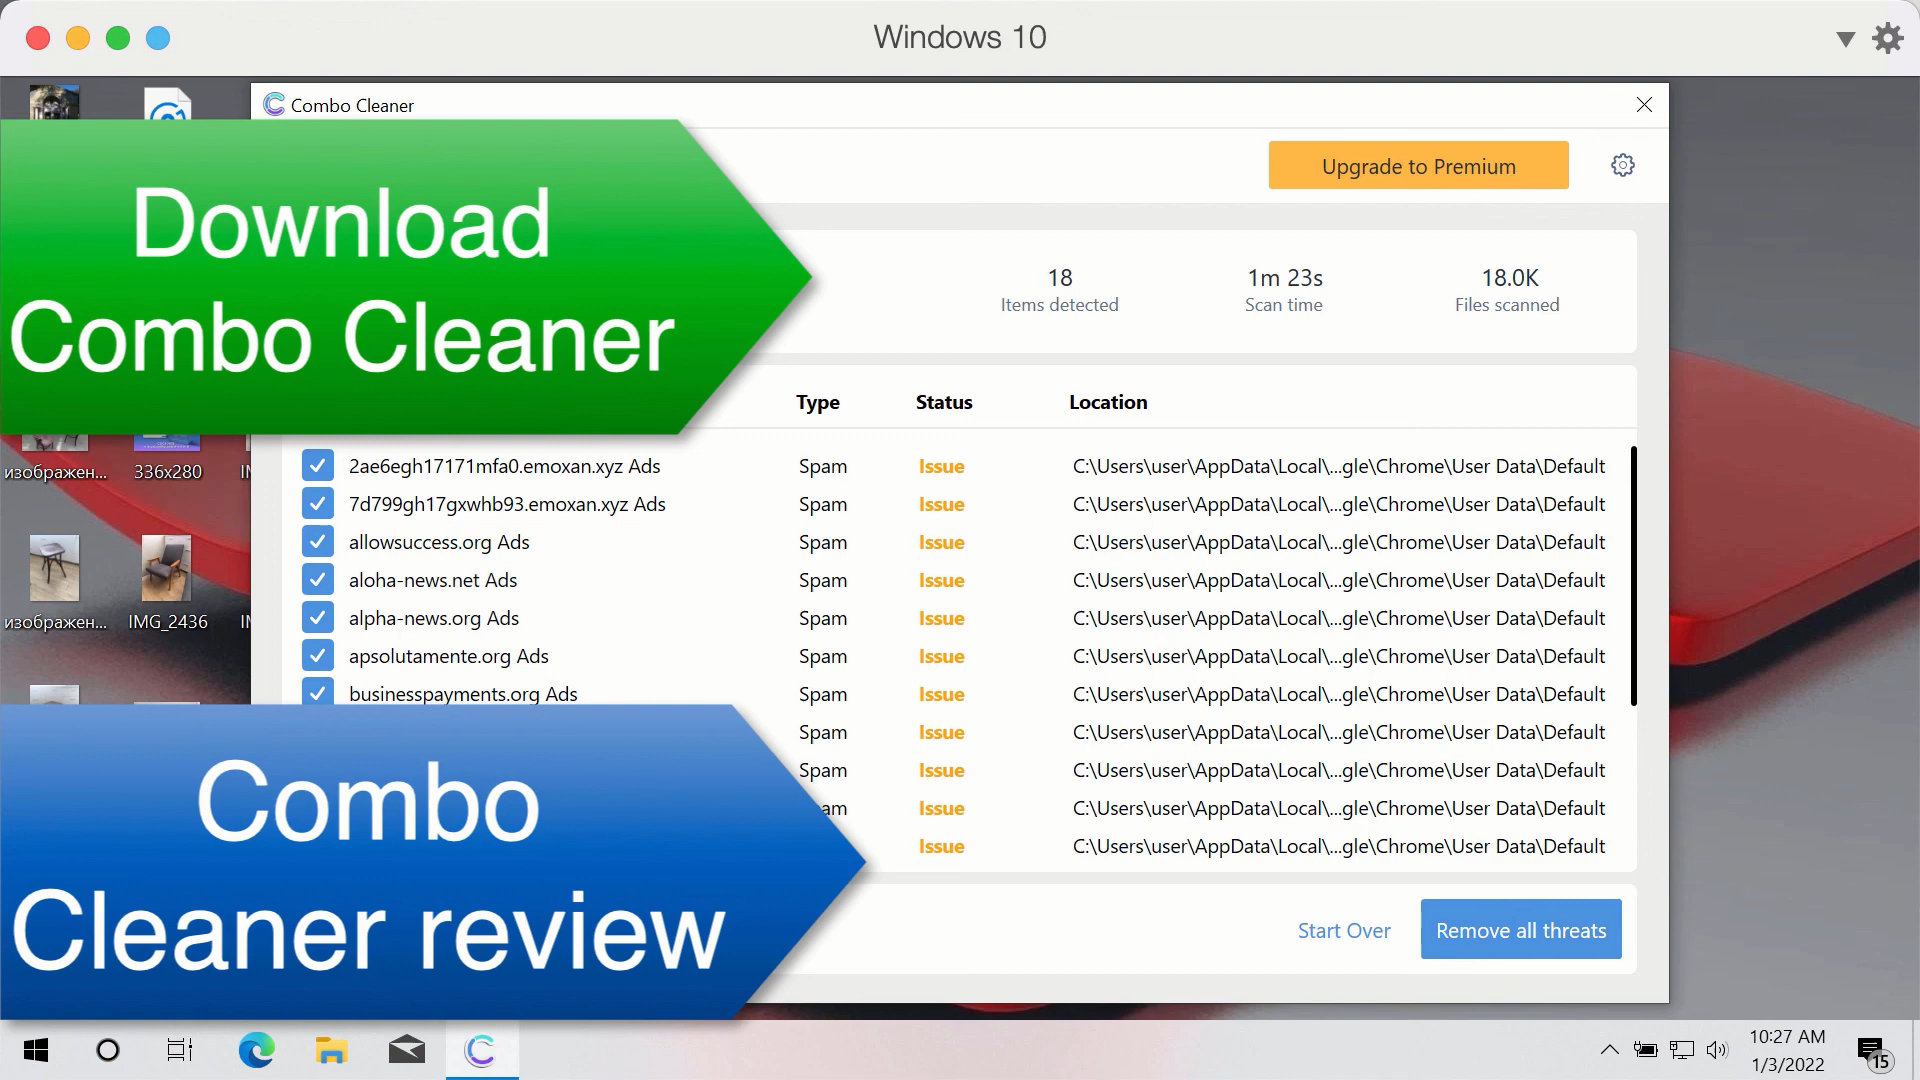 Windows 10
Combo Cleaner
Upgrade to Premium
Download
Combo Cleaner
18
Items detected
1m 23s
Scan time
18.0K
Files scanned
Type Status Location
2ae6egh17171mfa0.emoxan.xyz Ads Spam Issue C:\Users\user\AppData\Local\...gle\Chrome\User Data\Default
7d799gh17gxwhb93.emoxan.xyz Ads Spam Issue C:\Users\user\AppData\Local\...gle\Chrome\User Data\Default
allowsuccess.org Ads Spam Issue C:\Users\user\AppData\Local\...gle\Chrome\User Data\Default
aloha-news.net Ads Spam Issue C:\Users\user\AppData\Local\...gle\Chrome\User Data\Default
alpha-news.org Ads Spam Issue C:\Users\user\AppData\Local\...gle\Chrome\User Data\Default
apsolutamente.org Ads Spam Issue C:\Users\user\AppData\Local\...gle\Chrome\User Data\Default
businesspayments.org Ads Spam Issue C:\Users\user\AppData\Local\...gle\Chrome\User Data\Default
Spam Issue C:\Users\user\AppData\Local\...gle\Chrome\User Data\Default
Spam Issue C:\Users\user\AppData\Local\...gle\Chrome\User Data\Default
am Issue C:\Users\user\AppData\Local\...gle\Chrome\User Data\Default
Issue C:\Users\user\AppData\Local\...gle\Chrome\User Data\Default
изображен... 336x280
изображен... IMG_2436
Combo
Cleaner review
Start Over
Remove all threats
10:27 AM
1/3/2022
15